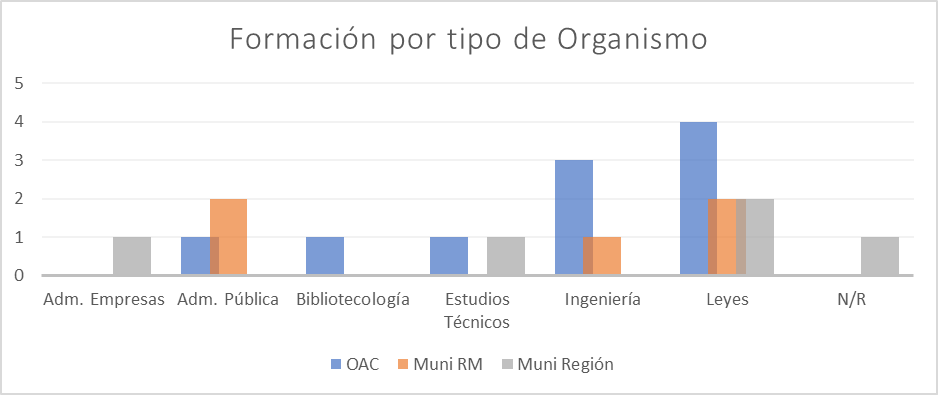 Formación por tipo de Organismo
5
4
3
2
1
0
Adm. Empresas Adm. Pública Bibliotecología Estudios Técnicos Ingeniería Leyes N/R
OAC Muni RM Muni Región